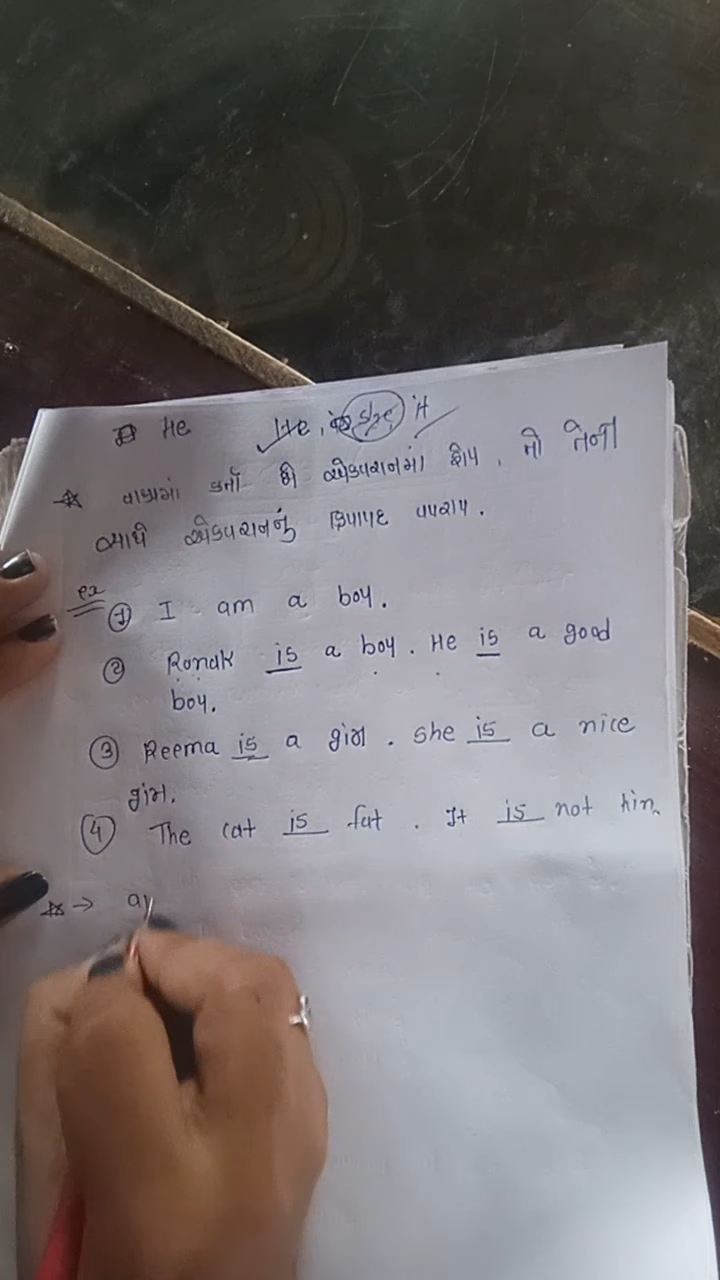 He He, she it
વાક્યમાં કર્તા જો એકવચનમાં હોય, તો તેની
સાથે એકવચનનું ક્રિયાપદ વપરાય.
ex
① I am a boy.
② Ronak is a boy. He is a good
boy.
③ Reema is a girl. she is a nice
girl.
④ The cat is fat. It is not
→